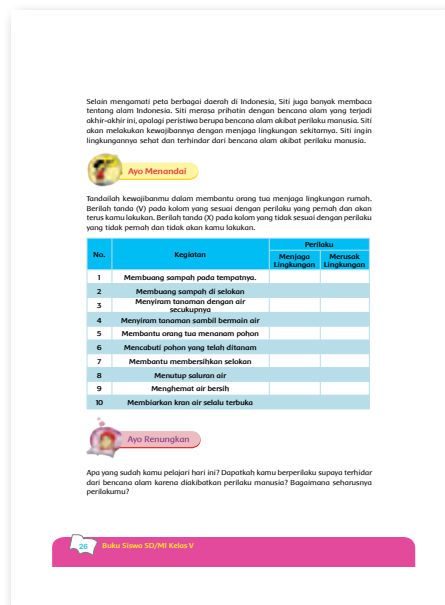 Selain mengamati peta berbagai daerah di Indonesia, Siti juga banyak membaca
tentang alam Indonesia. Siti merasa prihatin dengan bencana alam yang terjadi
akhir-akhir ini, apalagi peristiwa berupa bencana alam akibat perilaku manusia. Siti
akan melakukan kewajibannya dengan menjaga lingkungan sekitarnya. Siti ingin
lingkungannya sehat dan terhindar dari bencana alam akibat perilaku manusia.
Ayo Menandai
Tandailah kewajibanmu dalam membantu orang tua menjaga lingkungan rumah.
Berilah tanda (V) pada kolom yang sesuai dengan perilaku yang pernah dan akan
terus kamu lakukan. Berilah tanda (X) pada kolom yang tidak sesuai dengan perilaku
yang tidak pernah dan tidak akan kamu lakukan.
No. Kegiatan Perilaku
Menjaga Lingkungan Merusak Lingkungan
1 Membuang sampah pada tempatnya.
2 Membuang sampah di selokan
3 Menyiram tanaman dengan air
secukupnya
4 Menyiram tanaman sambil bermain air
5 Membantu orang tua menanam pohon
6 Mencabuti pohon yang telah ditanam
7 Membantu membersihkan selokan
8 Menutup saluran air
9 Menghemat air bersih
10 Membiarkan kran air selalu terbuka
Ayo Renungkan
Apa yang sudah kamu pelajari hari ini? Dapatkah kamu berperilaku supaya terhidar
dari bencana alam karena diakibatkan perilaku manusia? Bagaimana seharusnya
perilakumu?
26 Buku Siswa SD/MI Kelas V